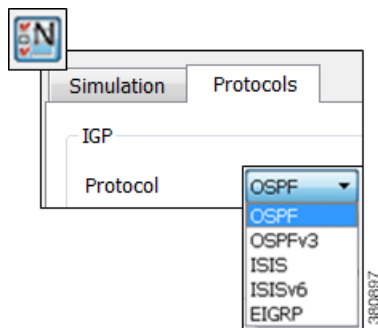 N
Simulation Protocols
IGP
Protocol OSPF
OSPF
OSPFv3
ISIS
ISISv6
EIGRP
380897